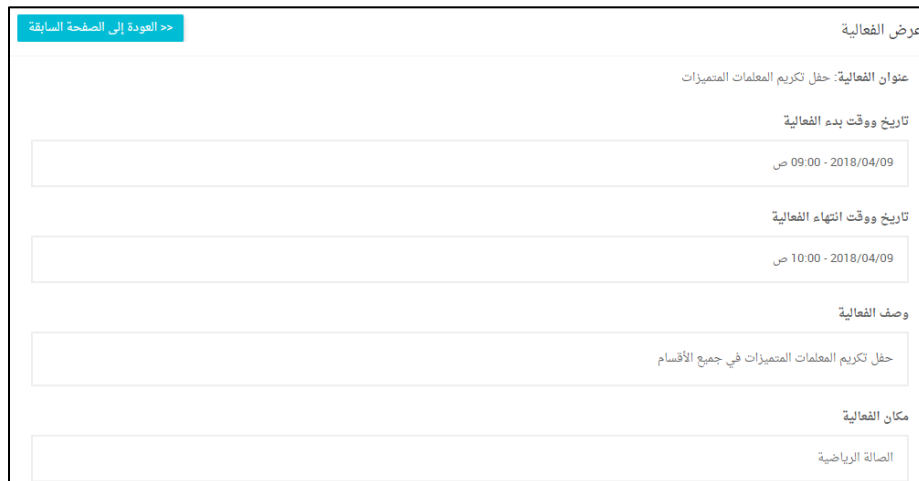 عرض الفعالية
<< العودة إلى الصفحة السابقة
عنوان الفعالية: حفل تكريم المعلمات المتميزات
تاريخ ووقت بدء الفعالية
2018/04/09 - 09:00 ص
تاريخ ووقت انتهاء الفعالية
2018/04/09 - 10:00 ص
وصف الفعالية
حفل تكريم المعلمات المتميزات في جميع الأقسام
مكان الفعالية
الصالة الرياضية